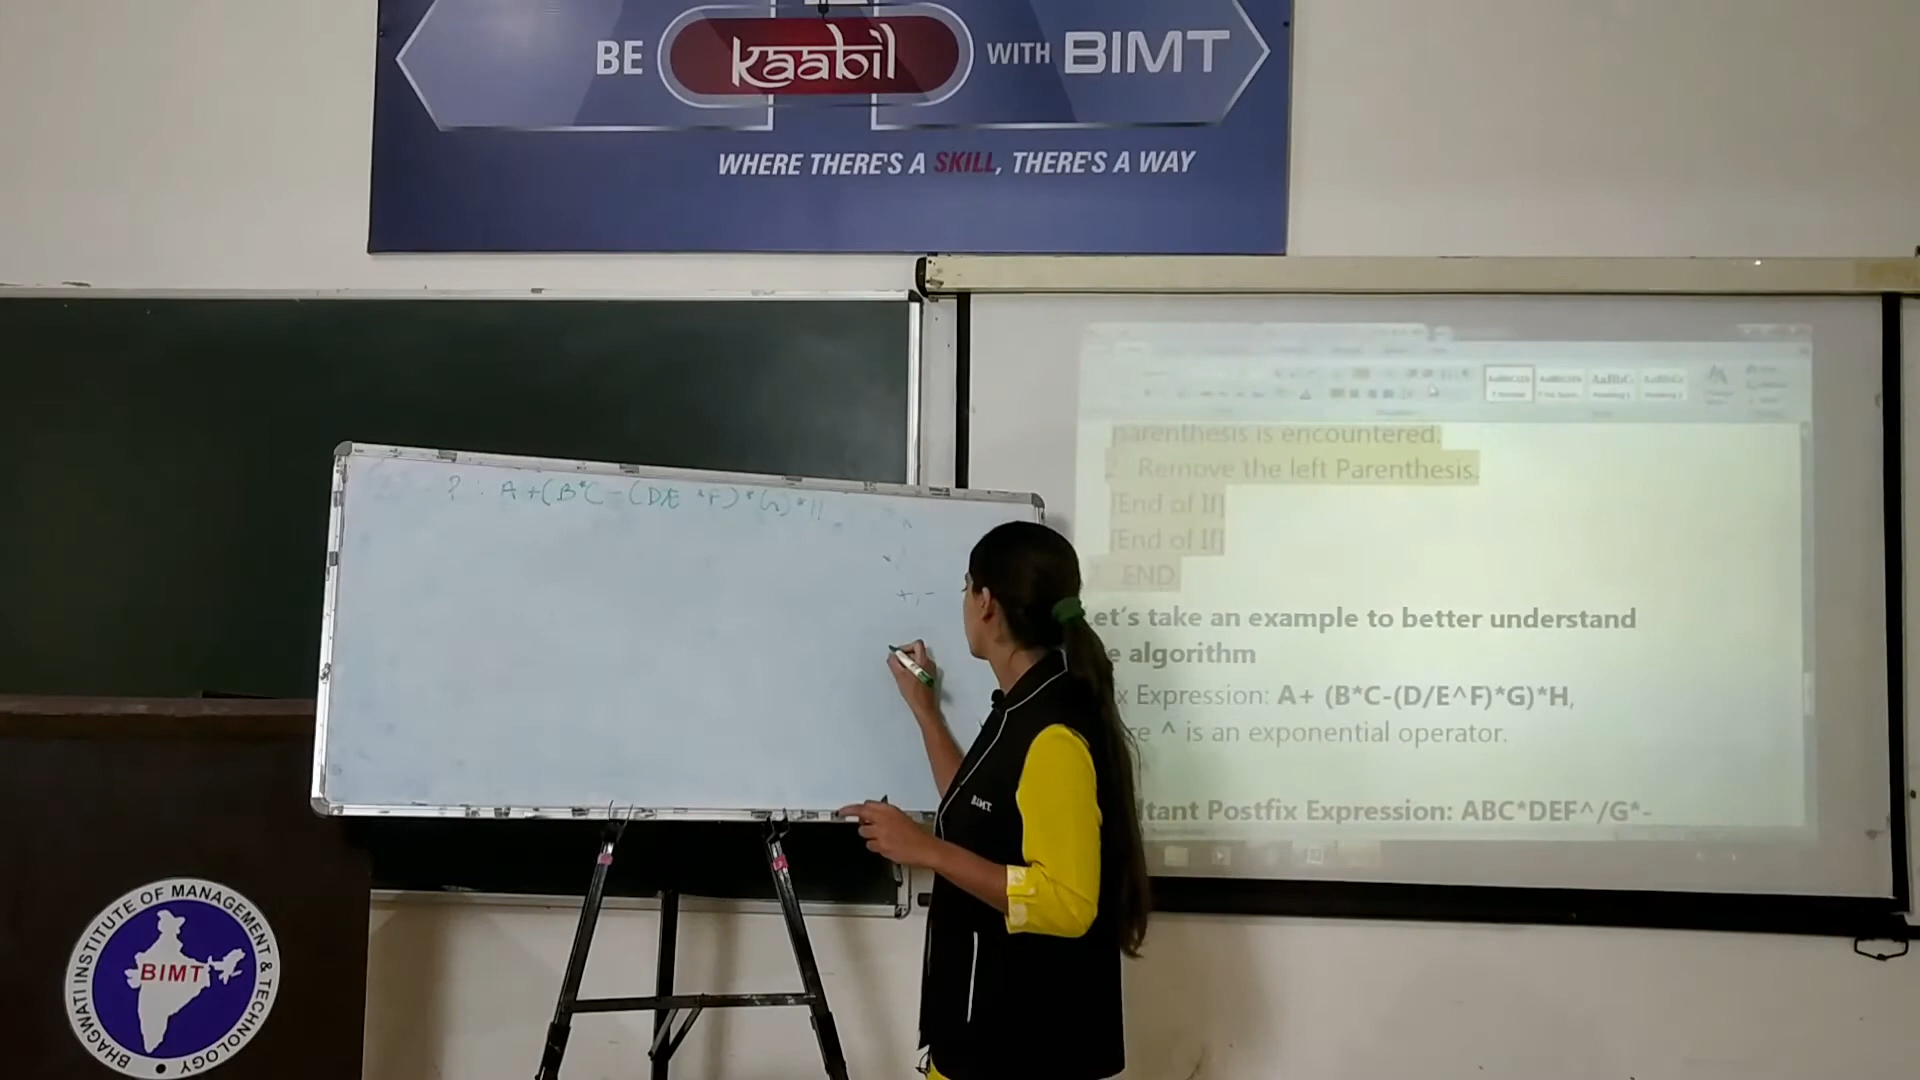 BE kaabil WITH BIMT
WHERE THERE'S A SKILL, THERE'S A WAY
? : A +(B*C - (D/E ^F)*G)*H
^
+,-
parenthesis is encountered.
2. Remove the left Parenthesis.
[End of If]
[End of If]
END.
Let's take an example to better understand
algorithm
Expression: A+ (B*C-(D/E^F)*G)*H,
^ is an exponential operator.
Postfix Expression: ABC*DEF^/G*-
BIMT
BHAGWATI INSTITUTE OF MANAGEMENT & TECHNOLOGY
BIMT